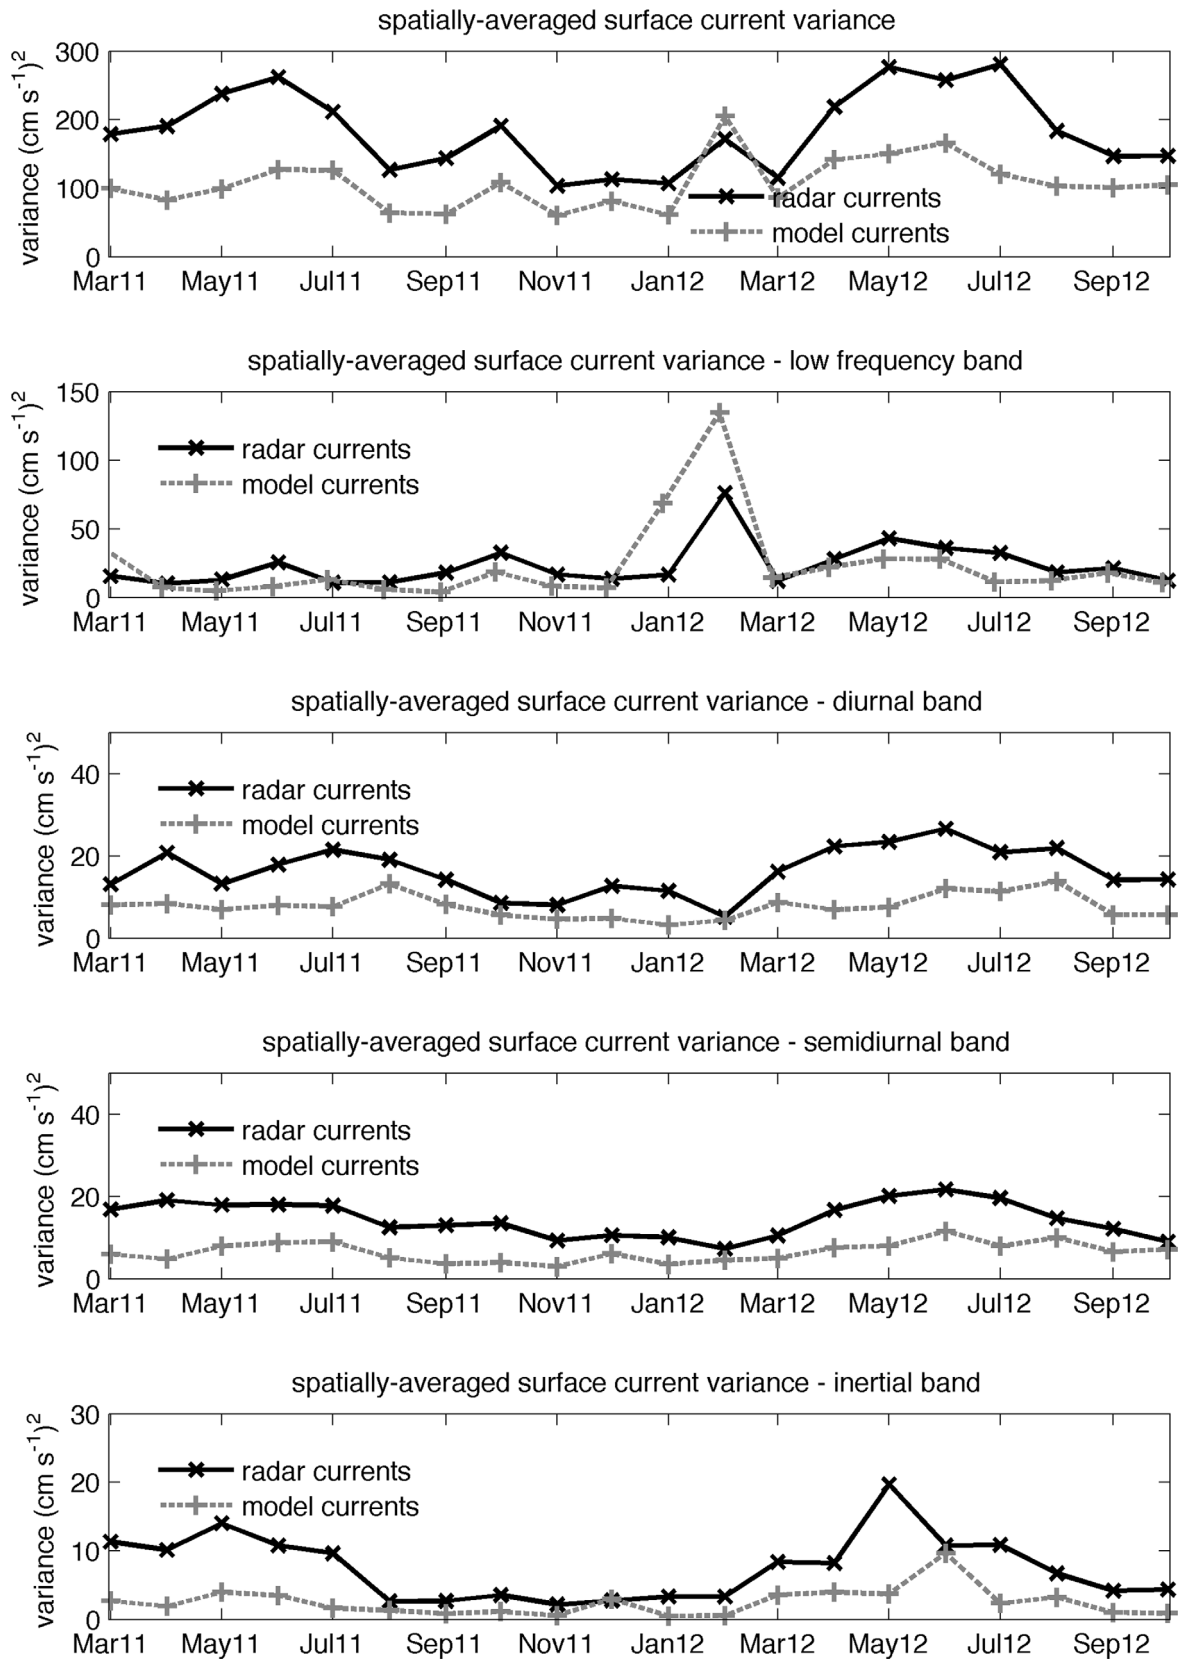 spatially-averaged surface current variance
variance (cm s⁻¹)²
300
200
100
0
radar currents
model currents
Mar11 May11 Jul11 Sep11 Nov11 Jan12 Mar12 May12 Jul12 Sep12
spatially-averaged surface current variance - low frequency band
variance (cm s⁻¹)²
150
100
50
0
radar currents
model currents
Mar11 May11 Jul11 Sep11 Nov11 Jan12 Mar12 May12 Jul12 Sep12
spatially-averaged surface current variance - diurnal band
variance (cm s⁻¹)²
40
20
0
radar currents
model currents
Mar11 May11 Jul11 Sep11 Nov11 Jan12 Mar12 May12 Jul12 Sep12
spatially-averaged surface current variance - semidiurnal band
variance (cm s⁻¹)²
40
20
0
radar currents
model currents
Mar11 May11 Jul11 Sep11 Nov11 Jan12 Mar12 May12 Jul12 Sep12
spatially-averaged surface current variance - inertial band
variance (cm s⁻¹)²
30
20
10
0
radar currents
model currents
Mar11 May11 Jul11 Sep11 Nov11 Jan12 Mar12 May12 Jul12 Sep12